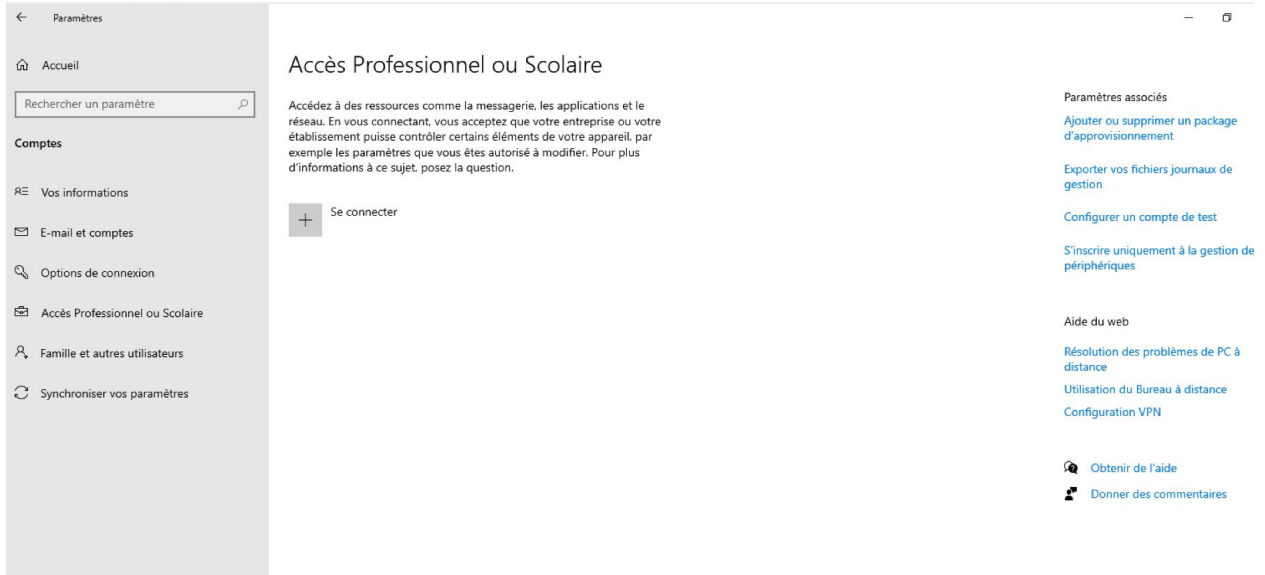 Paramètres
Accueil
Rechercher un paramètre
Comptes
Vos informations
E-mail et comptes
Options de connexion
Accès Professionnel ou Scolaire
Famille et autres utilisateurs
Synchroniser vos paramètres
Accès Professionnel ou Scolaire
Accédez à des ressources comme la messagerie, les applications et le
réseau. En vous connectant, vous acceptez que votre entreprise ou votre
établissement puisse contrôler certains éléments de votre appareil, par
exemple les paramètres que vous êtes autorisé à modifier. Pour plus
d'informations à ce sujet, posez la question.
Se connecter
Paramètres associés
Ajouter ou supprimer un package
d'approvisionnement
Exporter vos fichiers journaux de
gestion
Configurer un compte de test
S'inscrire uniquement à la gestion de
périphériques
Aide du web
Résolution des problèmes de PC à
distance
Utilisation du Bureau à distance
Configuration VPN
Obtenir de l'aide
Donner des commentaires